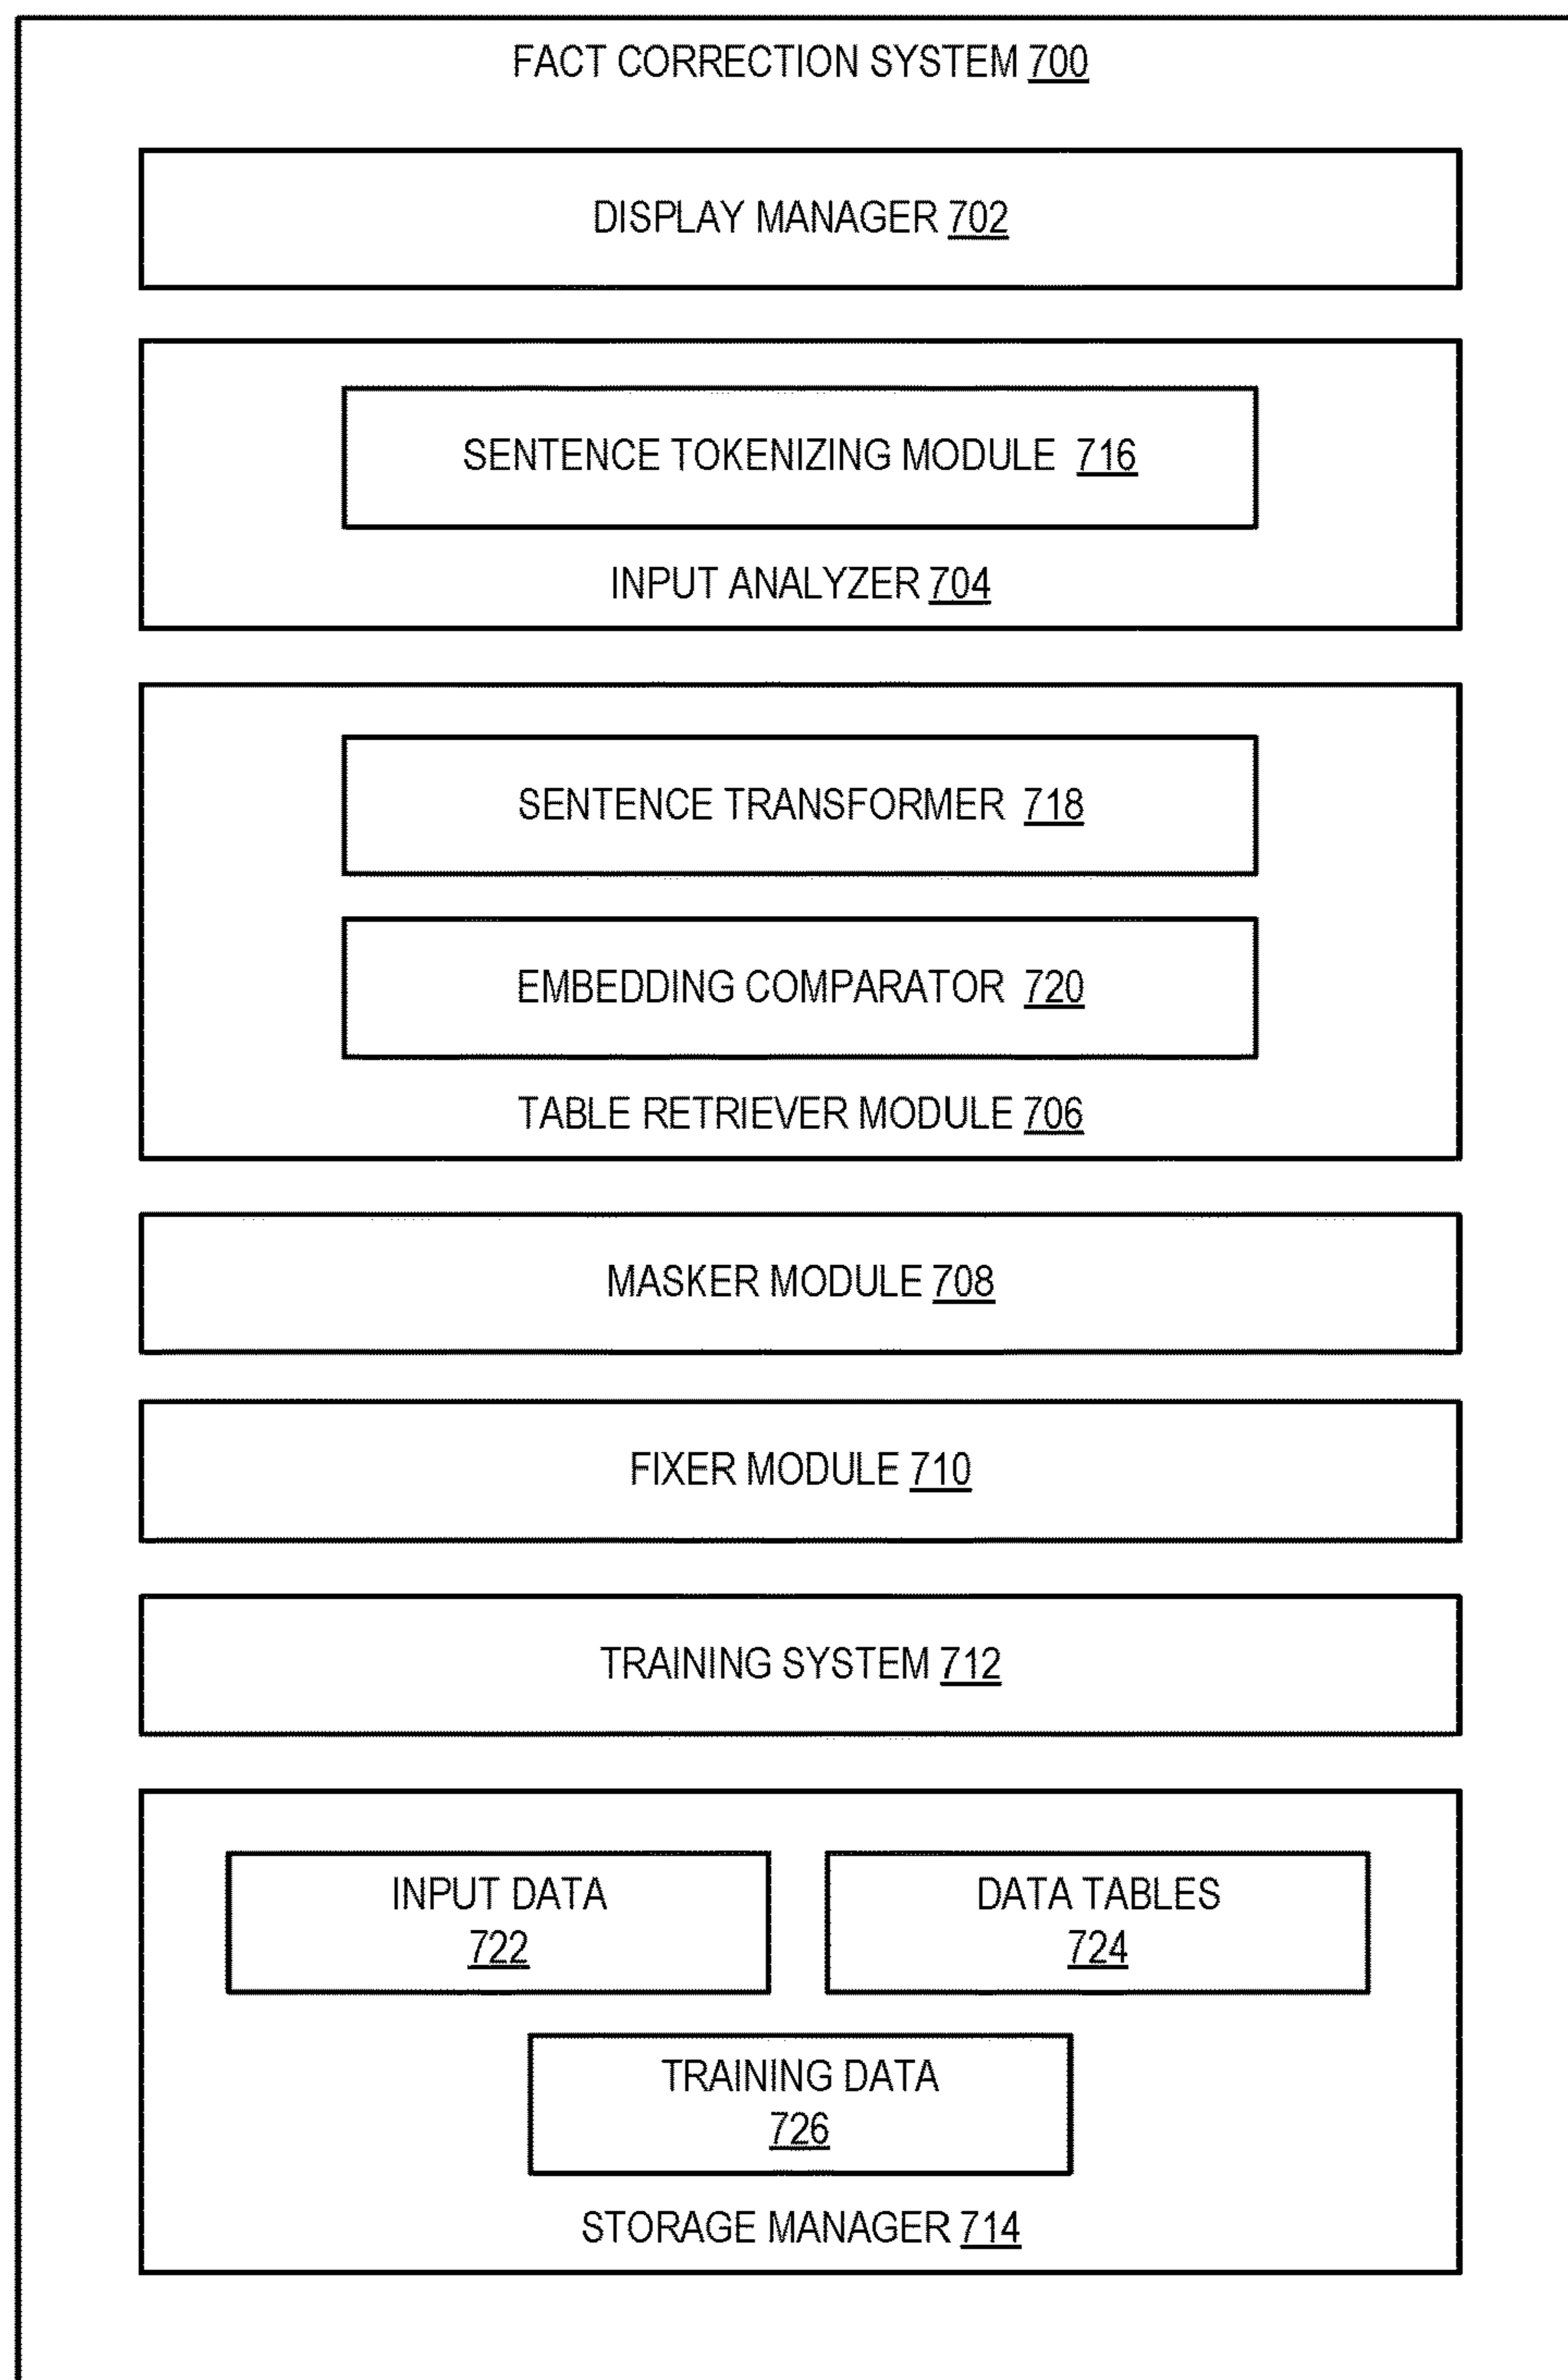 FACT CORRECTION SYSTEM 700
DISPLAY MANAGER 702
SENTENCE TOKENIZING MODULE 716
INPUT ANALYZER 704
SENTENCE TRANSFORMER 718
EMBEDDING COMPARATOR 720
TABLE RETRIEVER MODULE 706
MASKER MODULE 708
FIXER MODULE 710
TRAINING SYSTEM 712
INPUT DATA
722
DATA TABLES
724
TRAINING DATA
726
STORAGE MANAGER 714